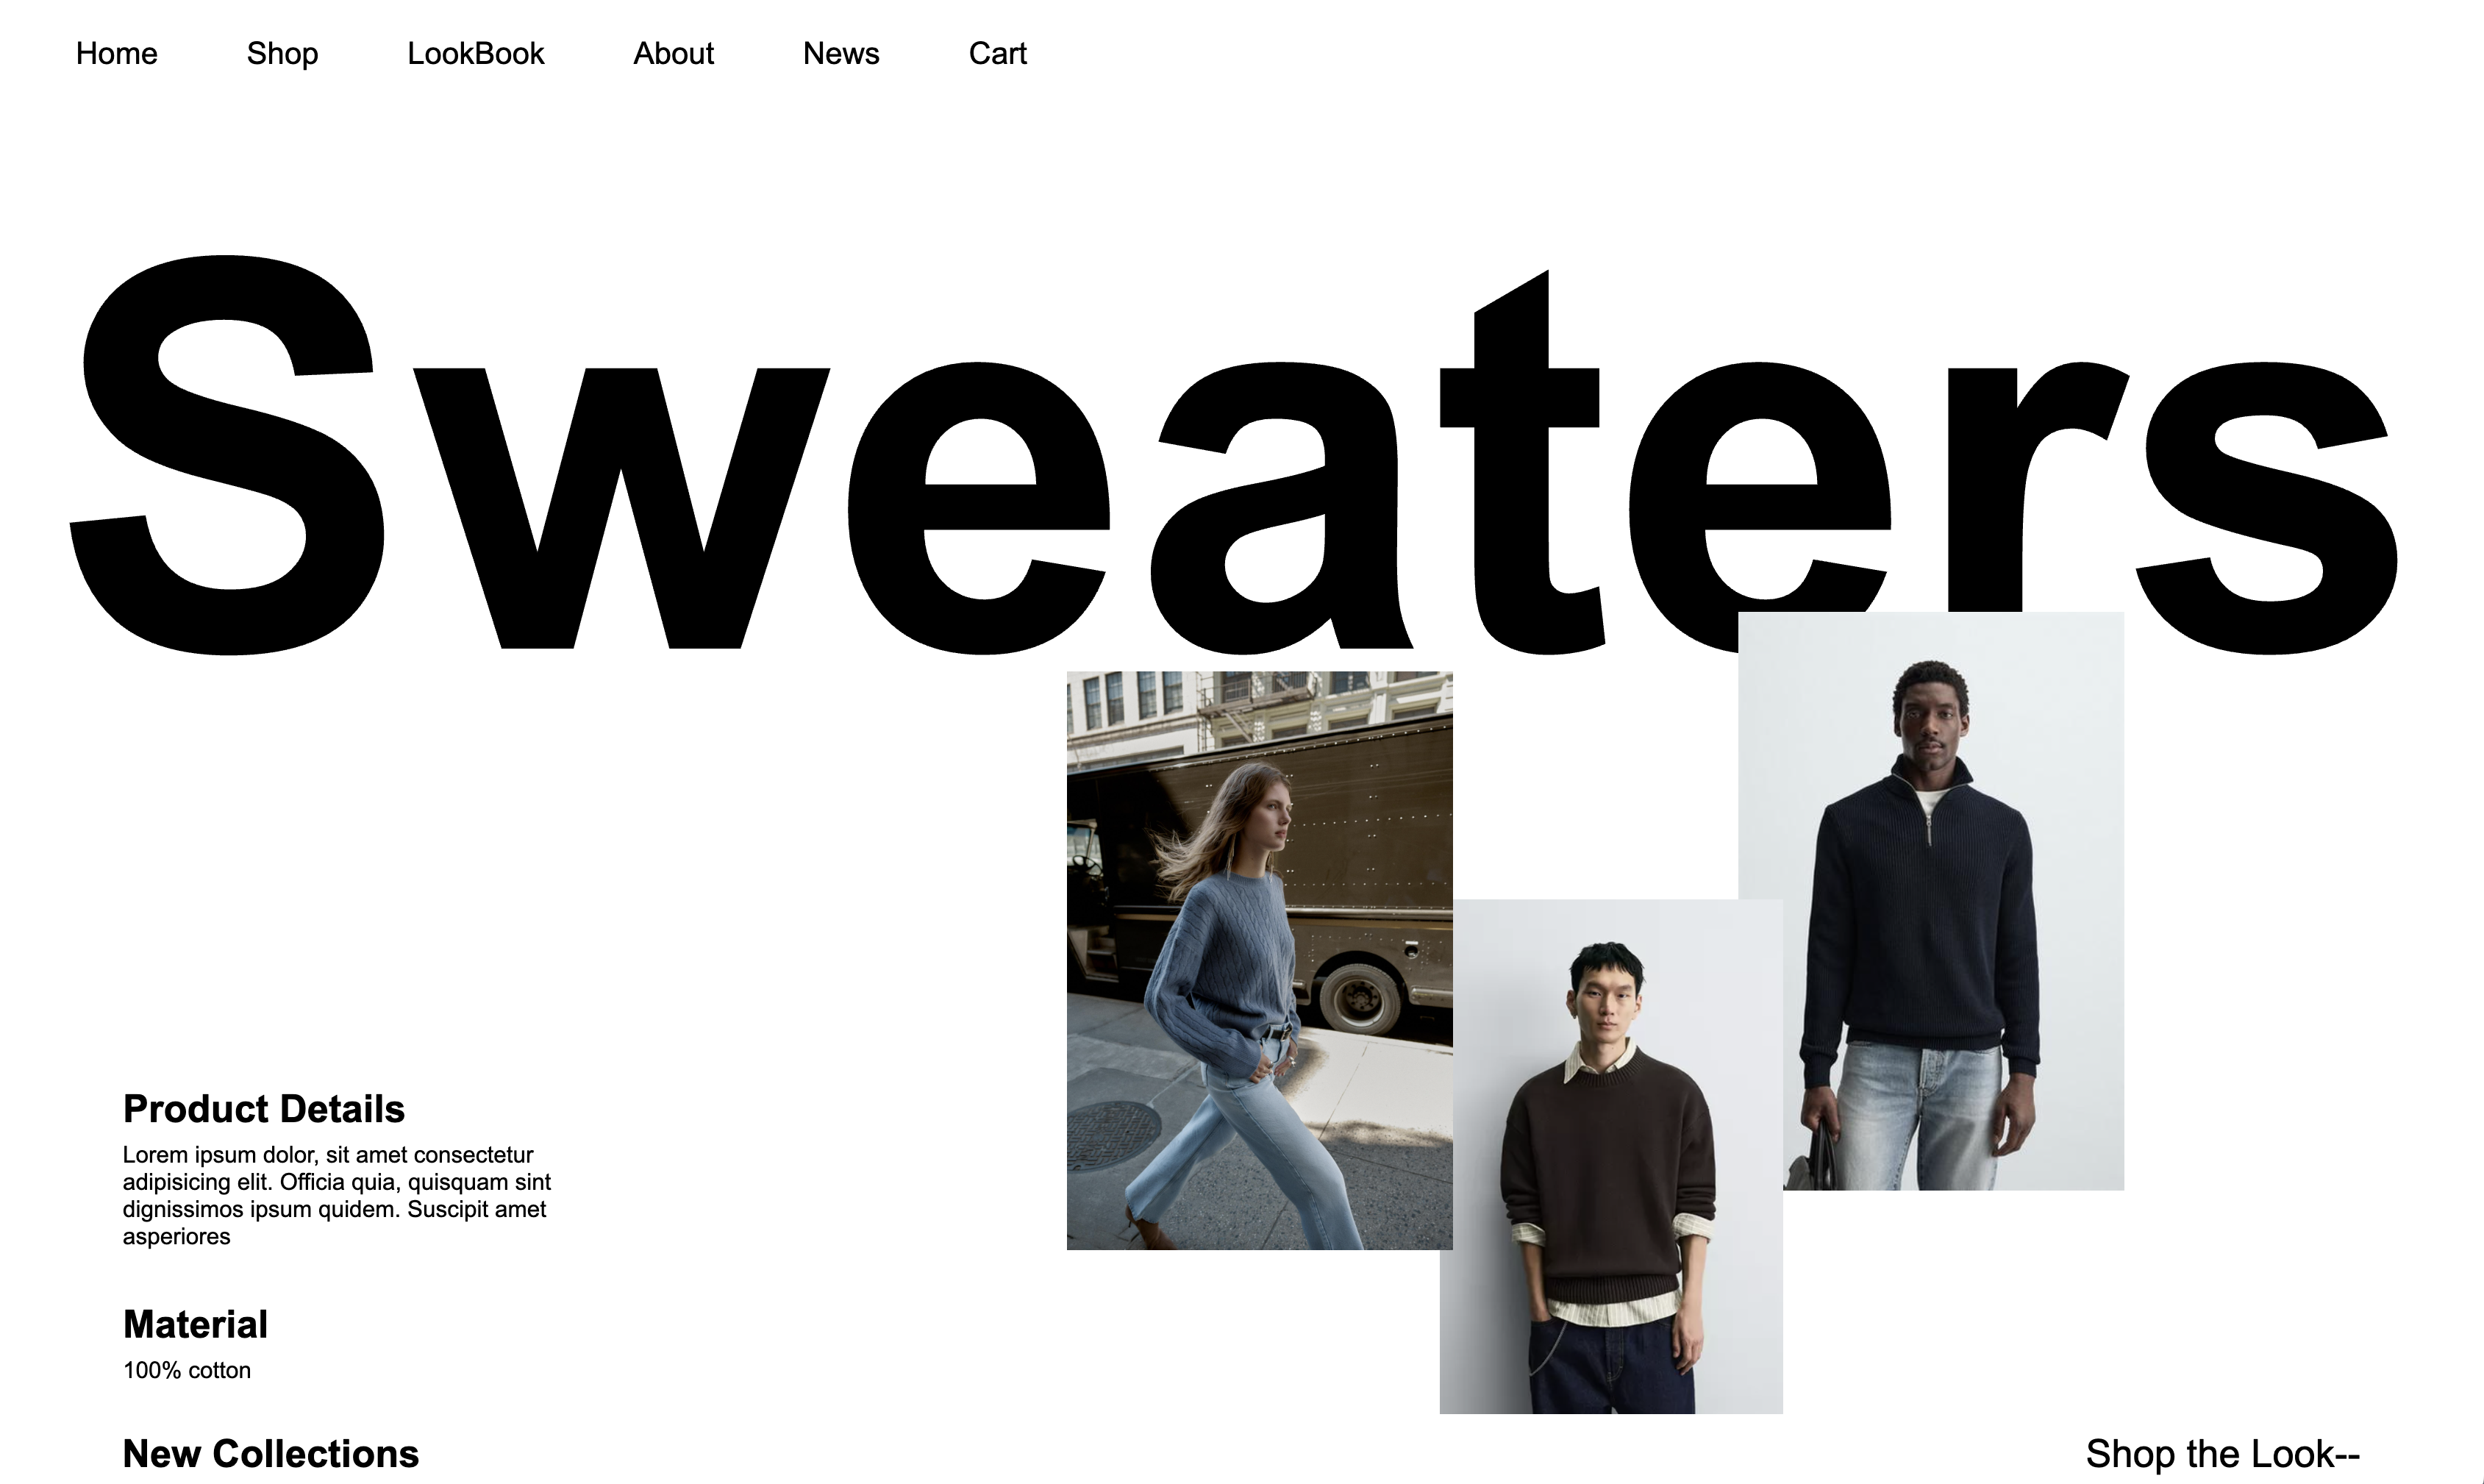 Home Shop LookBook About News Cart
Sweaters
Product Details
Lorem ipsum dolor, sit amet consectetur
adipisicing elit. Officia quia, quisquam sint
dignissimos ipsum quidem. Suscipit amet
asperiores
Material
100% cotton
New Collections
Shop the Look--